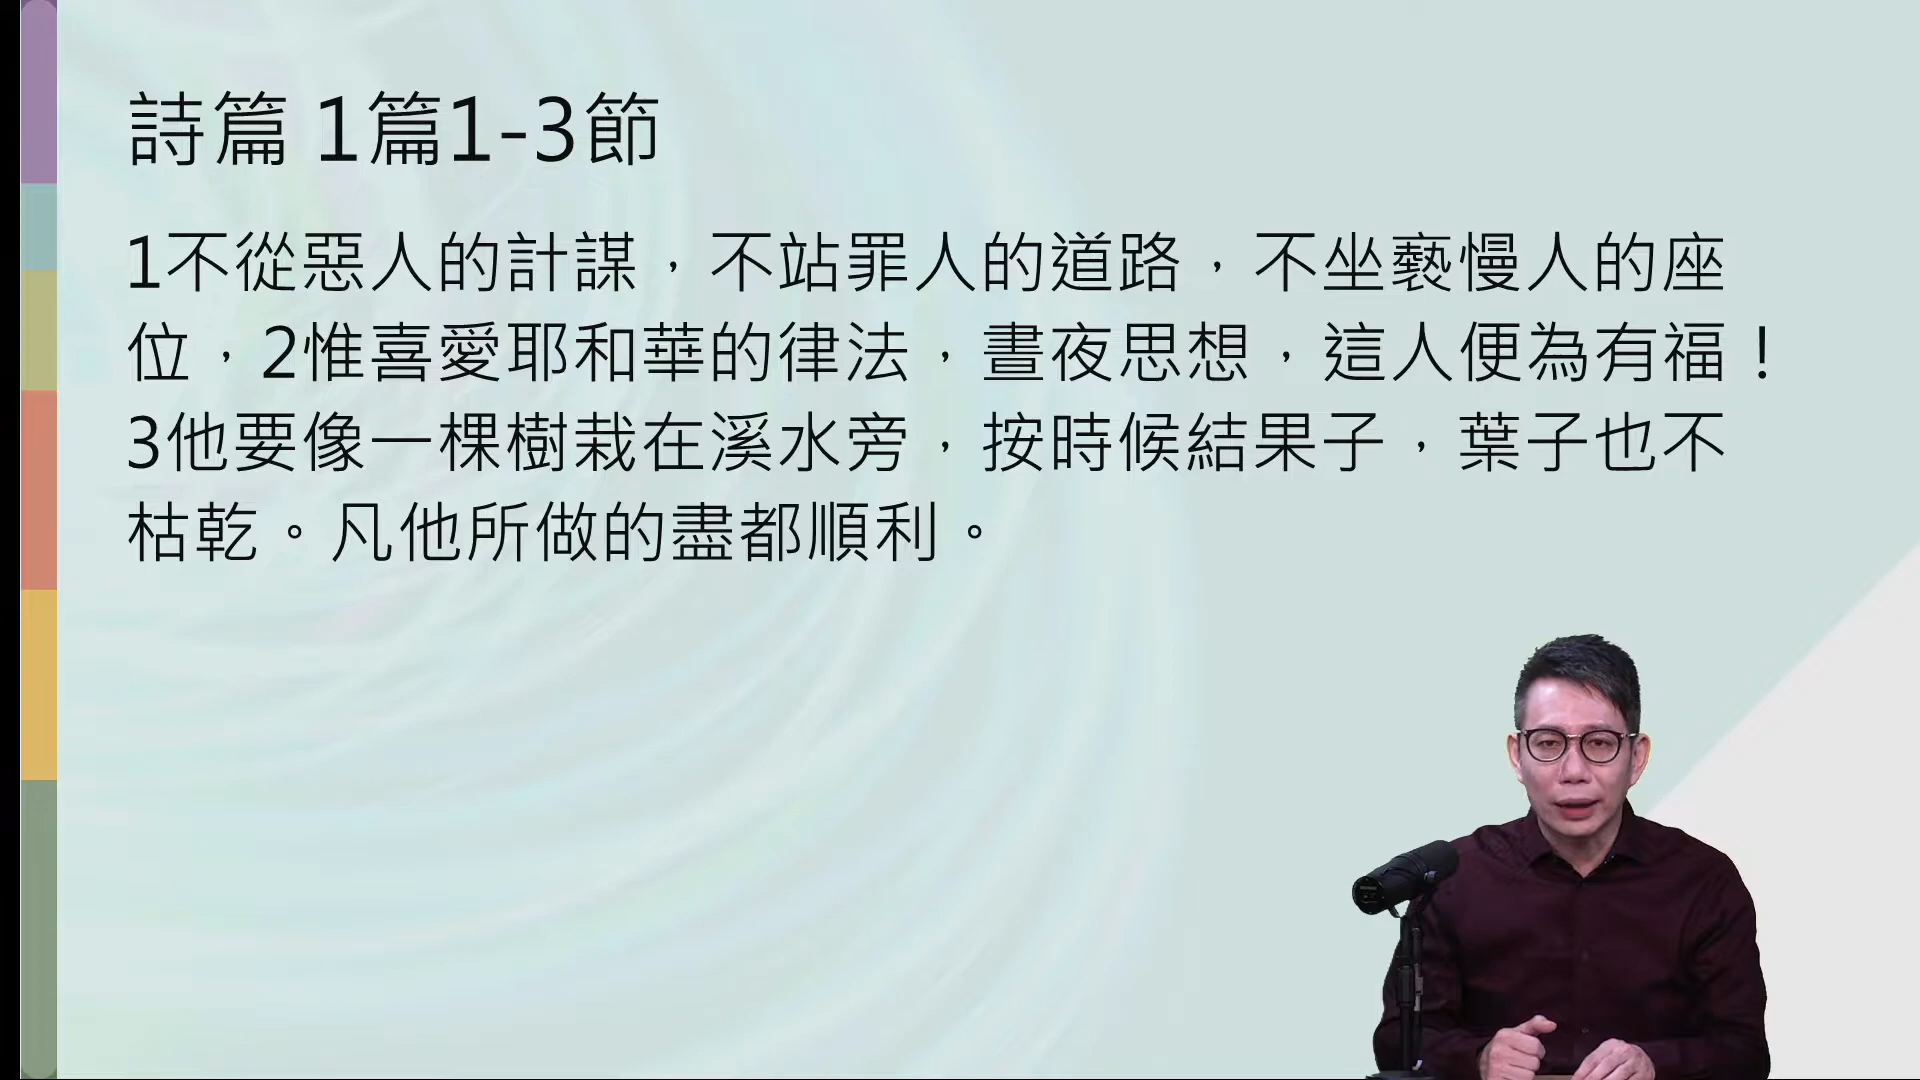 詩篇 1篇1-3節
1不從惡人的計謀，不站罪人的道路，不坐褻慢人的座
位，2惟喜愛耶和華的律法，晝夜思想，這人便為有福！
3他要像一棵樹栽在溪水旁，按時候結果子，葉子也不
枯乾。凡他所做的盡都順利。